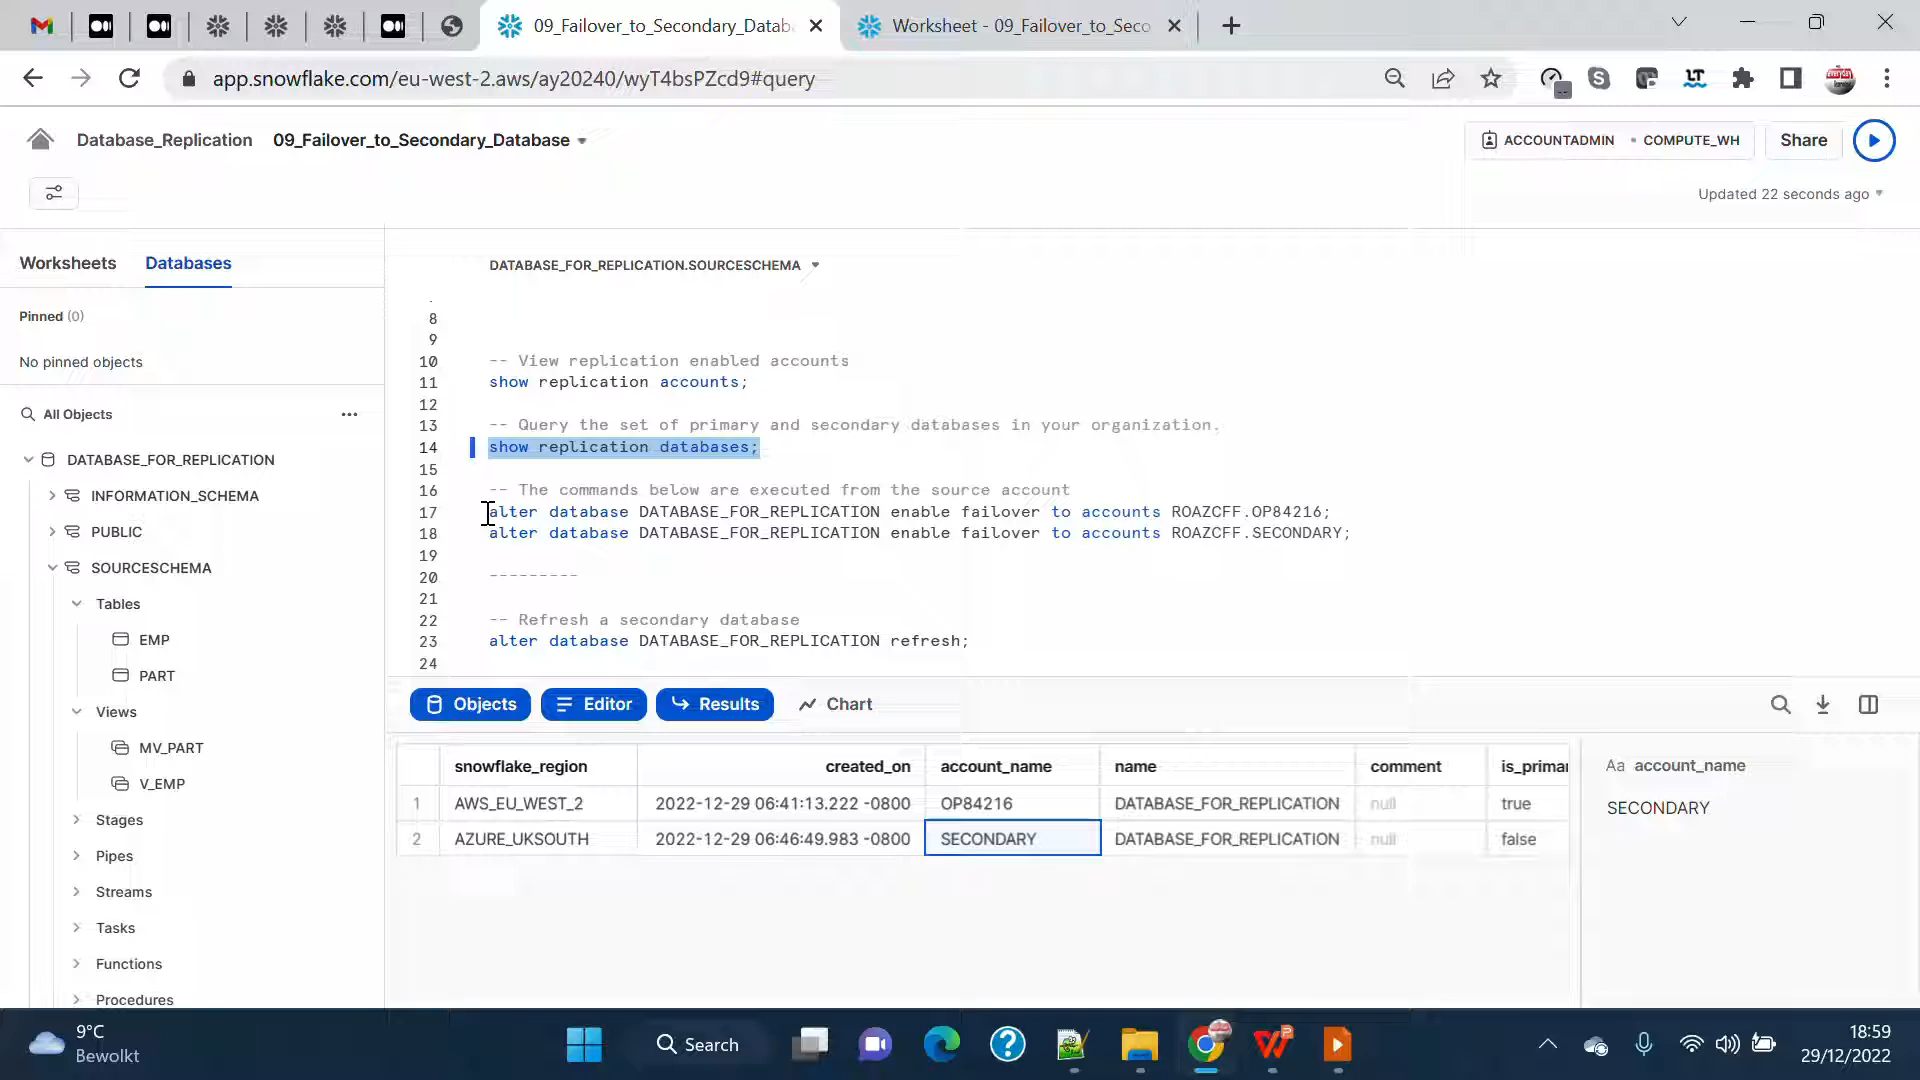 09_Failover_to_Secondary_Datab
Worksheet - 09_Failover_to_Seco
app.snowflake.com/eu-west-2.aws/ay20240/wyT4bsPZcd9#query
Database_Replication
09_Failover_to_Secondary_Database
ACCOUNTADMIN
COMPUTE_WH
Share
Updated 22 seconds ago
Worksheets
Databases
DATABASE_FOR_REPLICATION.SOURCESCHEMA
Pinned (0)
No pinned objects
All Objects
DATABASE_FOR_REPLICATION
INFORMATION_SCHEMA
PUBLIC
SOURCESCHEMA
Tables
EMP
PART
Views
MV_PART
V_EMP
Stages
Pipes
Streams
Tasks
Functions
Procedures
8
9
10 -- View replication enabled accounts
11 show replication accounts;
12
13 -- Query the set of primary and secondary databases in your organization.
14 show replication databases;
15
16 -- The commands below are executed from the source account
17 alter database DATABASE_FOR_REPLICATION enable failover to accounts ROAZCFF.OP84216;
18 alter database DATABASE_FOR_REPLICATION enable failover to accounts ROAZCFF.SECONDARY;
19
20 ---------
21
22 -- Refresh a secondary database
23 alter database DATABASE_FOR_REPLICATION refresh;
24
Objects
Editor
Results
Chart
snowflake_region created_on account_name name comment is_primar
1 AWS_EU_WEST_2 2022-12-29 06:41:13.222 -0800 OP84216 DATABASE_FOR_REPLICATION null true
2 AZURE_UKSOUTH 2022-12-29 06:46:49.983 -0800 SECONDARY DATABASE_FOR_REPLICATION null false
Aa account_name
SECONDARY
9°C
Bewolkt
Search
18:59
29/12/2022